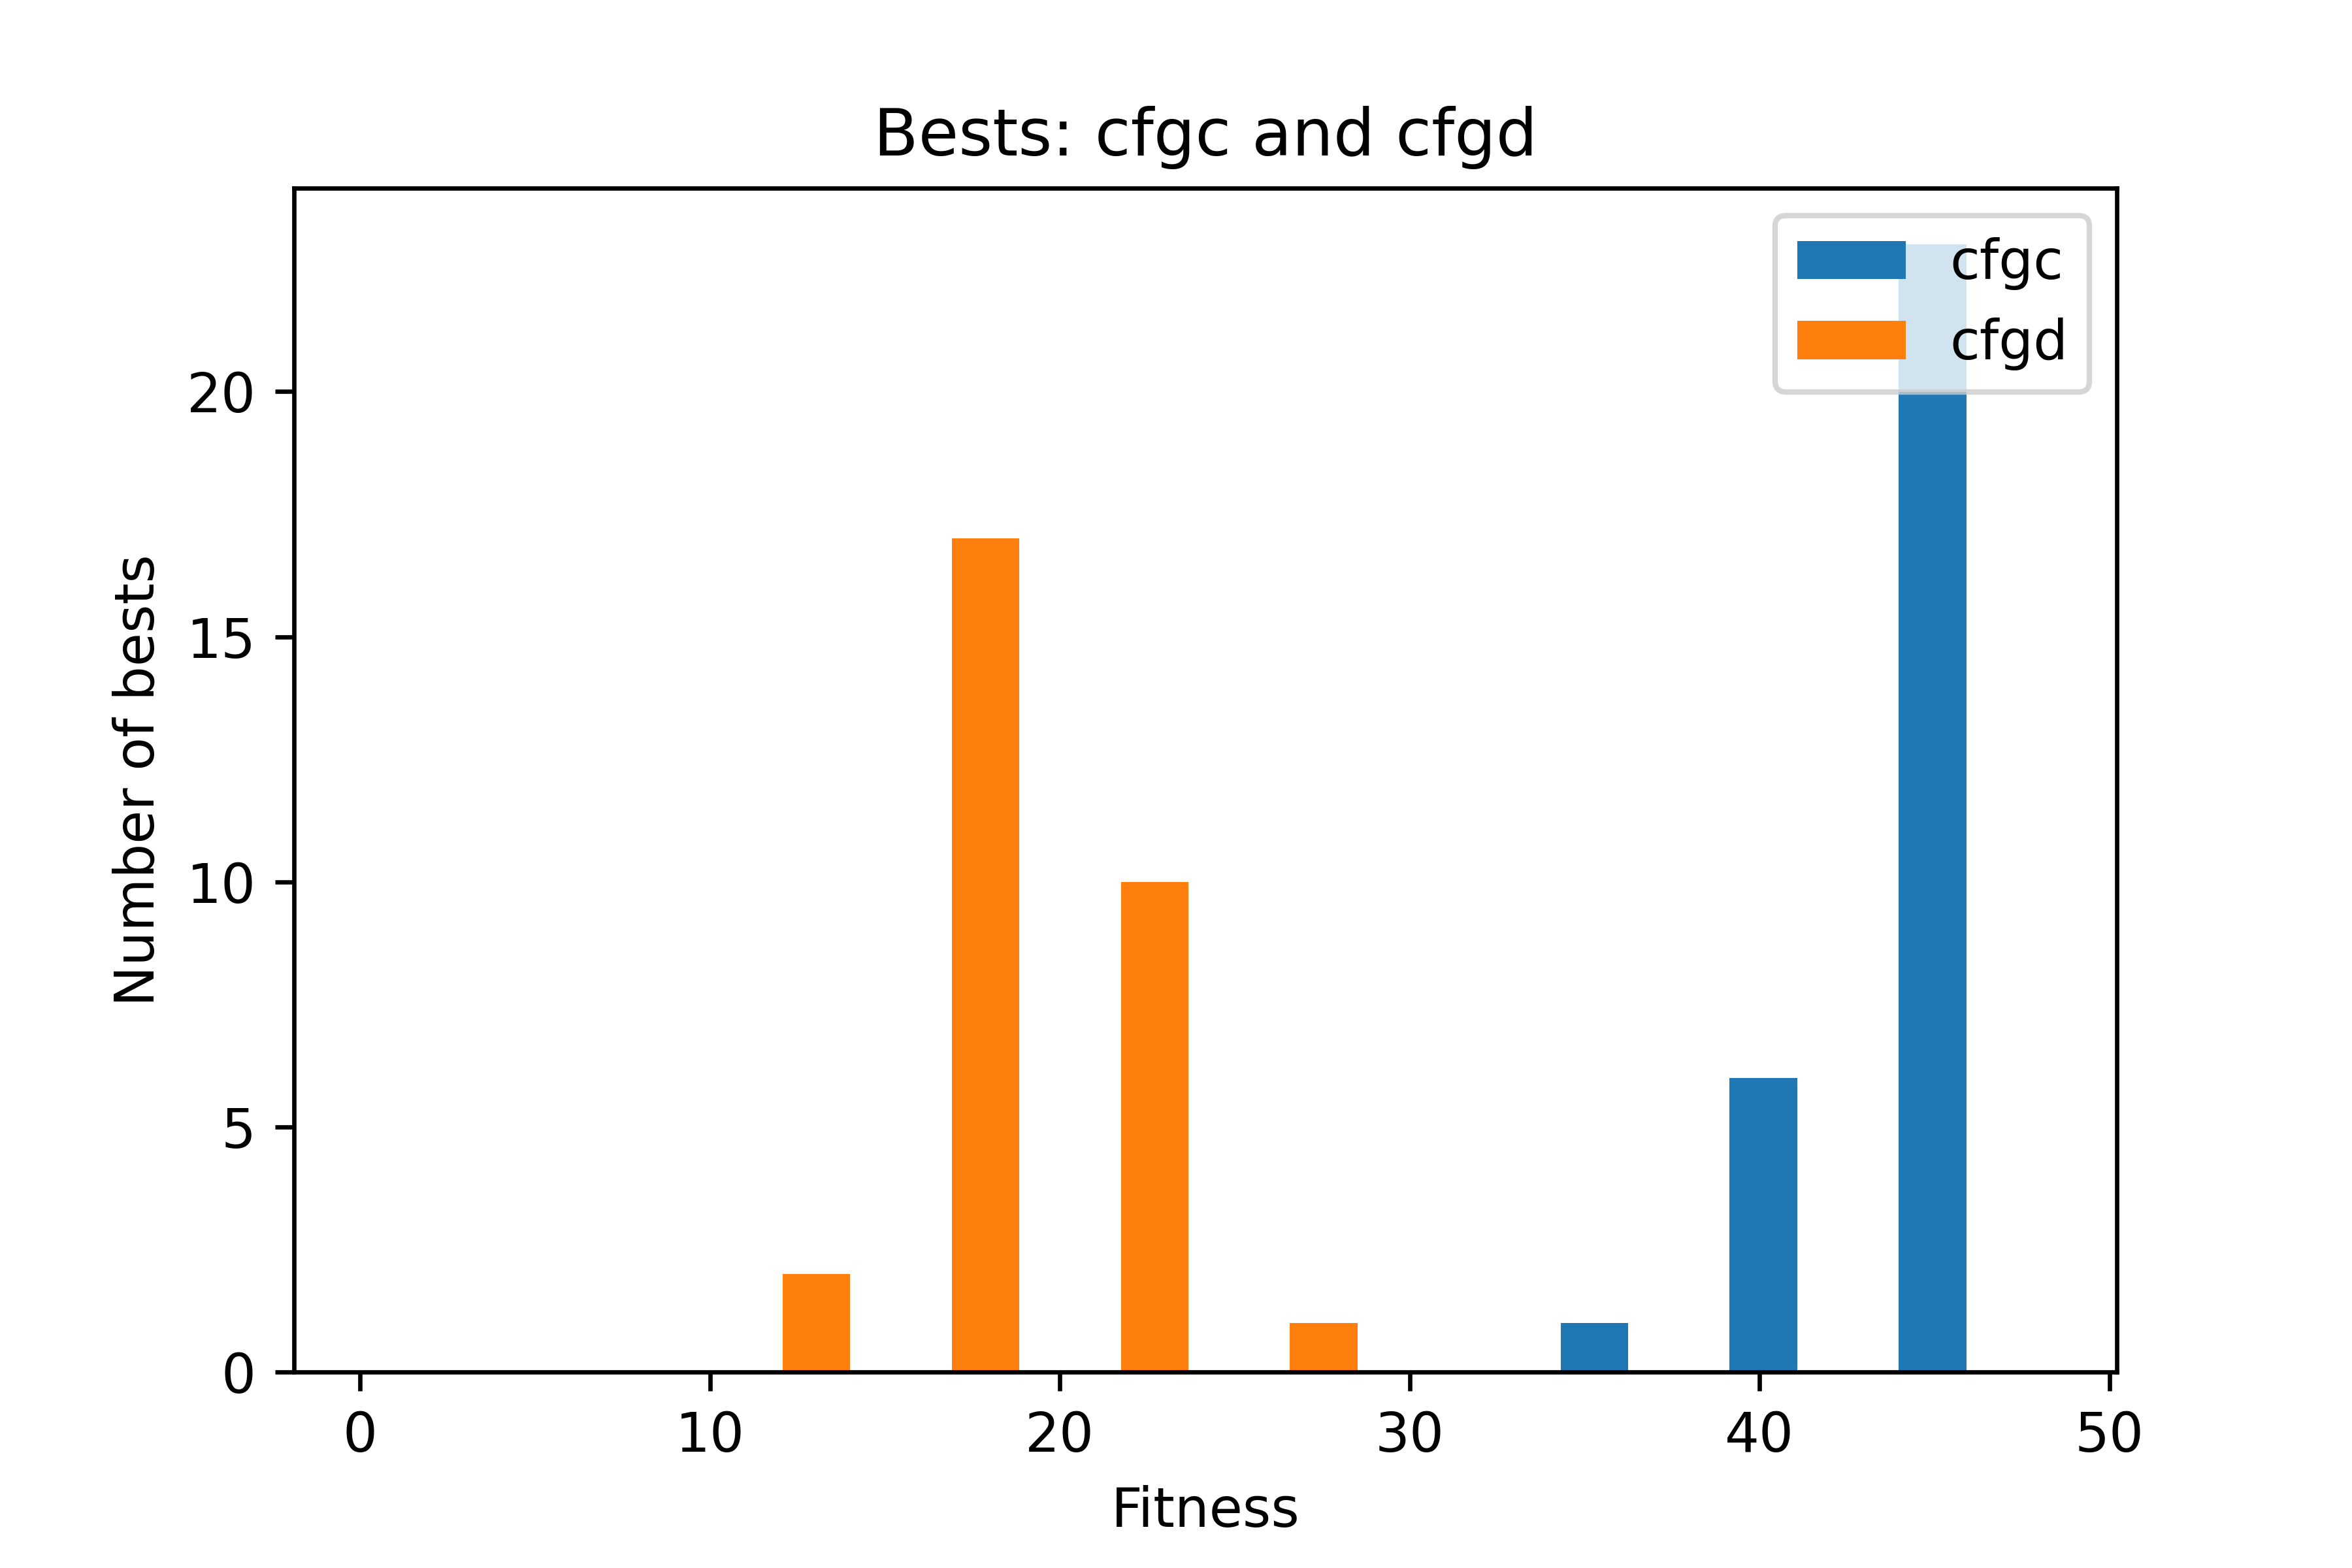 Bests: cfgc and cfgd
cfgc
cfgd
Number of bests
20
15
10
5
0
0 10 20 30 40 50
Fitness